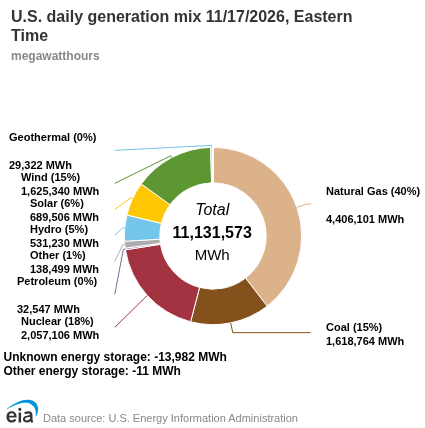 U.S. daily generation mix 11/17/2026, Eastern
Time
megawatthours
Geothermal (0%)
29,322 MWh
Wind (15%)
1,625,340 MWh
Solar (6%)
689,506 MWh
Hydro (5%)
531,230 MWh
Other (1%)
138,499 MWh
Petroleum (0%)
32,547 MWh
Nuclear (18%)
2,057,106 MWh
Total
11,131,573
MWh
Natural Gas (40%)
4,406,101 MWh
Coal (15%)
1,618,764 MWh
Unknown energy storage: -13,982 MWh
Other energy storage: -11 MWh
eia Data source: U.S. Energy Information Administration